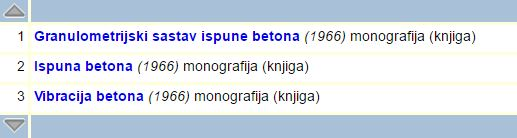 1 Granulometrijski sastav ispune betona (1966) monografija (knjiga)
2 Ispuna betona (1966) monografija (knjiga)
3 Vibracija betona (1966) monografija (knjiga)